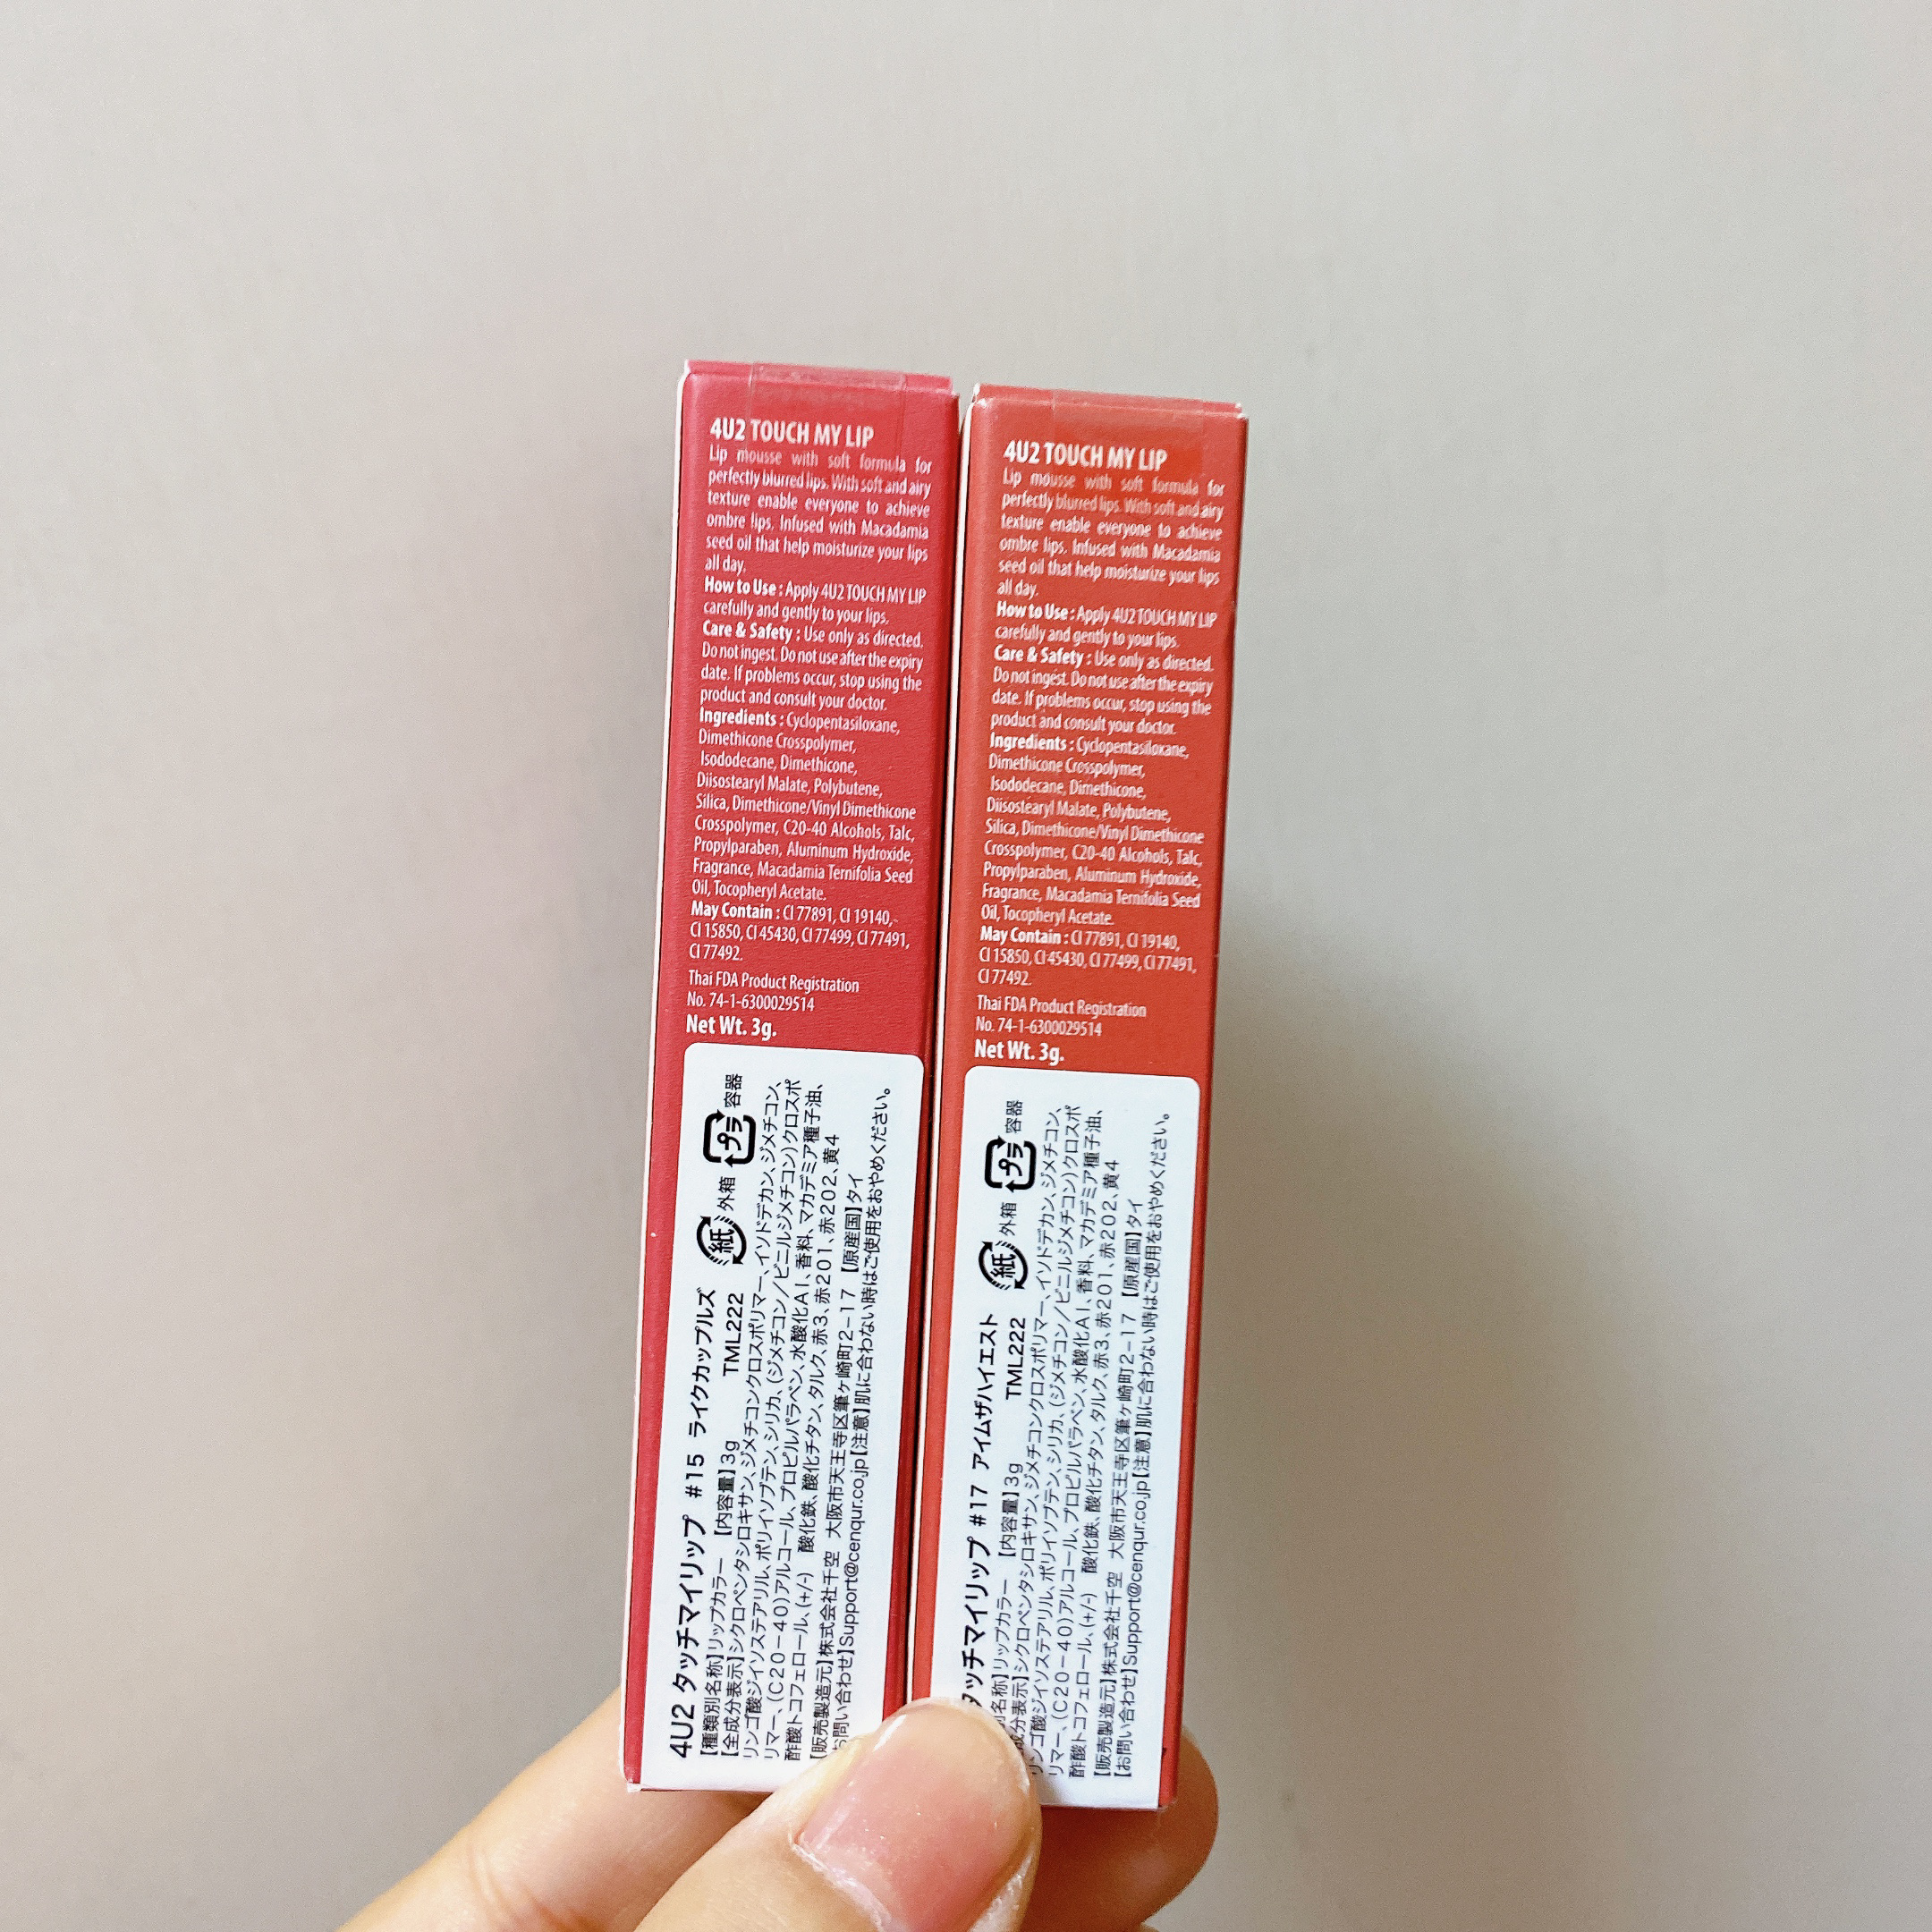 4U2 TOUCH MY LIP
Lip mousse with soft formula for
perfectly blurred lips. With soft and airy
texture enable everyone to achieve
ombre lips. Infused with Macadamia
seed oil that help moisturize your lips
all day.
How to Use : Apply 4U2 TOUCH MY LIP
carefully and gently to your lips.
Care & Safety : Use only as directed.
Do not ingest. Do not use after the expiry
date. If problems occur, stop using the
product and consult your doctor.
Ingredients : Cyclopentasiloxane,
Dimethicone Crosspolymer,
Isododecane, Dimethicone,
Diisostearyl Malate, Polybutene,
Silica, Dimethicone/Vinyl Dimethicone
Crosspolymer, C20-40 Alcohols, Talc,
Propylparaben, Aluminum Hydroxide,
Fragrance, Macadamia Ternifolia Seed
Oil, Tocopheryl Acetate.
May Contain : CI 77891, CI 19140,-
CI 15850, CI 45430, CI 77499, CI 77491,
CI 77492.
Thai FDA Product Registration
No. 74-1-6300029514
Net Wt. 3g.
4U2 タッチマイリップ #15 ライクカップルズ
【種類別名称】リップカラー 【内容量】3g TML222 紙 外箱 プラ 容器
【全成分表示】シクロペンタシロキサン、ジメチコンクロスポリマー、イソドデカン、ジメチコン、
リンゴ酸ジイソステアリル、ポリイソブテン、シリカ、(ジメチコン/ビニルジメチコン)クロスポ
リマー、(C20-40)アルコール、プロピルパラベン、水酸化Al、香料、マカデミア種子油、
酢酸トコフェロール、(+/-) 酸化鉄、酸化チタン、タルク、赤3、赤201、赤202、黄4
【販売製造元】株式会社千空 大阪市天王寺区筆ヶ崎町2-17 【原産国】タイ
お問い合わせ】Support@cenqur.co.jp【注意】肌に合わない時はご使用をおやめください。
4U2 TOUCH MY LIP
Lip mousse with soft formula for
perfectly blurred lips. With soft and airy
texture enable everyone to achieve
ombre lips. Infused with Macadamia
seed oil that help moisturize your lips
all day.
How to Use : Apply 4U2 TOUCH MY LIP
carefully and gently to your lips.
Care & Safety : Use only as directed.
Do not ingest. Do not use after the expiry
date. If problems occur, stop using the
product and consult your doctor.
Ingredients : Cyclopentasiloxane,
Dimethicone Crosspolymer,
Isododecane, Dimethicone,
Diisostearyl Malate, Polybutene,
Silica, Dimethicone/Vinyl Dimethicone
Crosspolymer, C20-40 Alcohols, Talc,
Propylparaben, Aluminum Hydroxide,
Fragrance, Macadamia Ternifolia Seed
Oil, Tocopheryl Acetate.
May Contain : CI 77891, CI 19140,
CI 15850, CI 45430, CI 77499, CI 77491,
CI 77492.
Thai FDA Product Registration
No. 74-1-6300029514
Net Wt. 3g.
タッチマイリップ #17 アイムザハイエスト
別名称】リップカラー 【内容量】3g TML222 紙 外箱 プラ 容器
成分表示】シクロペンタシロキサン、ジメチコンクロスポリマー、イソドデカン、ジメチコン、
リンゴ酸ジイソステアリル、ポリイソブテン、シリカ、(ジメチコン/ビニルジメチコン)クロスポ
リマー、(C20-40)アルコール、プロピルパラベン、水酸化Al、香料、マカデミア種子油、
酢酸トコフェロール、(+/-) 酸化鉄、酸化チタン、タルク、赤3、赤201、赤202、黄4
【販売製造元】株式会社千空 大阪市天王寺区筆ヶ崎町2-17 【原産国】タイ
【お問い合わせ】Support@cenqur.co.jp【注意】肌に合わない時はご使用をおやめください。